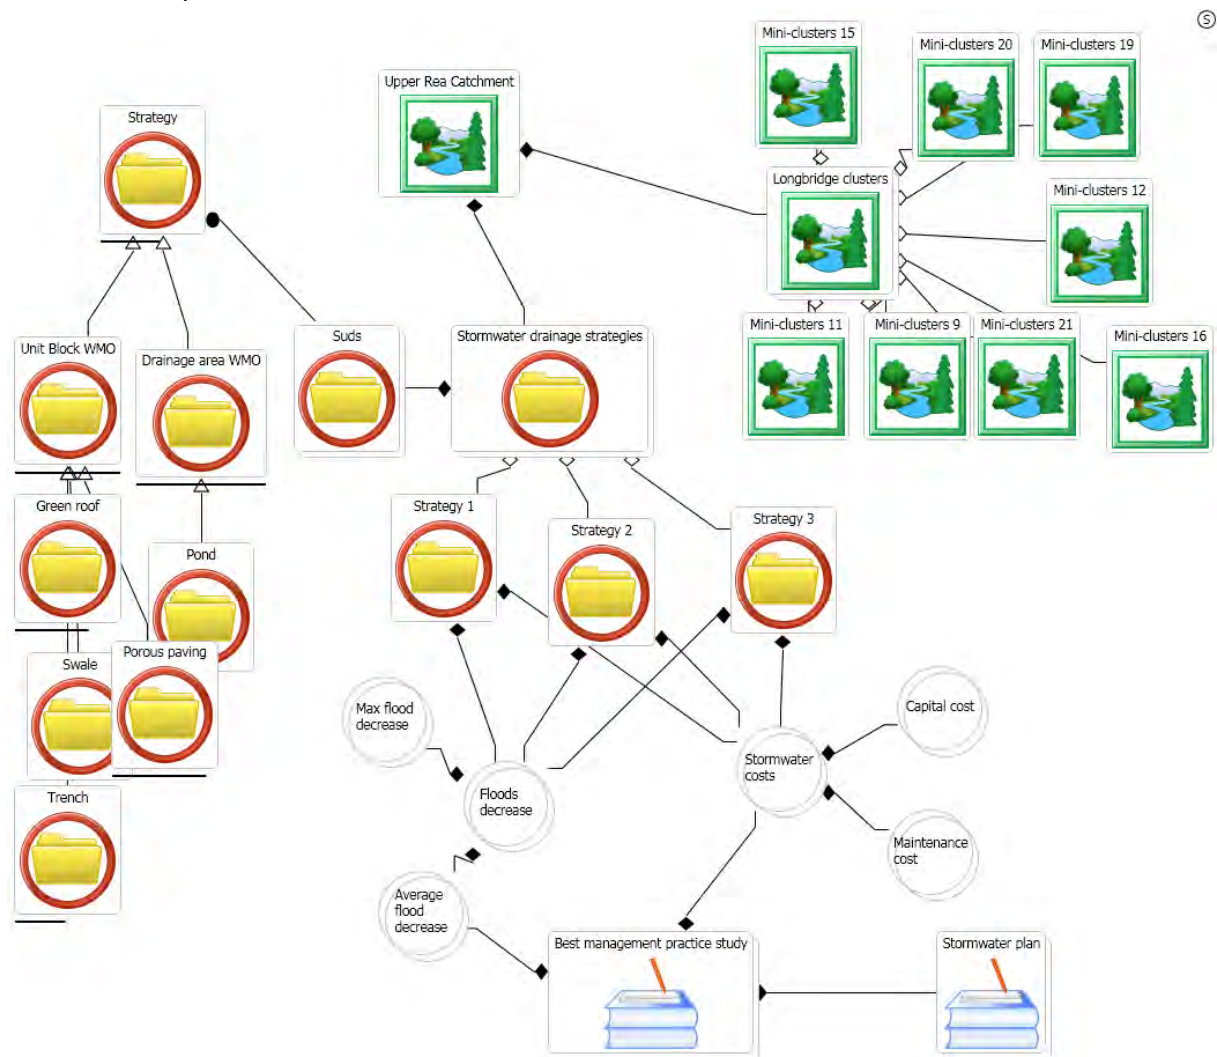 S
Mini-clusters 15
Mini-clusters 20
Mini-clusters 19
Upper Rea Catchment
Strategy
Longbridge clusters
Mini-clusters 12
Mini-clusters 11
Mini-clusters 9
Mini-clusters 21
Mini-clusters 16
Unit Block WMO
Drainage area WMO
Suds
Stormwater drainage strategies
Green roof
Strategy 1
Strategy 2
Strategy 3
Pond
Swale
Porous paving
Max flood
decrease
Capital cost
Stormwater
costs
Floods
decrease
Trench
Maintenance
cost
Average
flood
decrease
Best management practice study
Stormwater plan